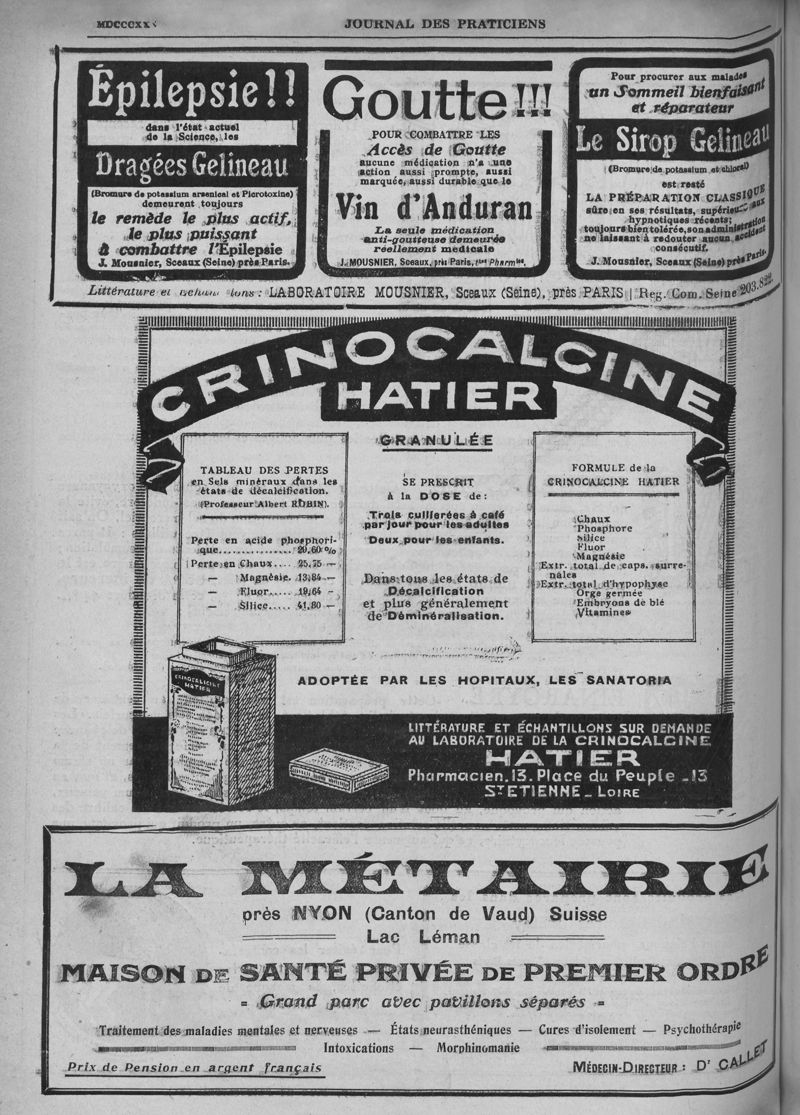 MDCCCXX
JOURNAL DES PRATICIENS
Épilepsie!!
dans l'état actuel
de la Science, les
Dragées Gelineau
(Bromure de potassium arsenical et Picrotoxine)
demeurent toujours
le remède le plus actif,
le plus puissant
à combattre l'Épilepsie
J. Mousnier, Sceaux (Seine) près Paris.
Goutte!!!
POUR COMBATTRE LES
Accès de Goutte
aucune médication n'a une
action aussi prompte, aussi
marquée, aussi durable que le
Vin d'Anduran
La seule médication
anti-goutteuse demeurée
réellement médicale
J. MOUSNIER, Sceaux, près Paris, 1ères Pharmies.
Pour procurer aux malades
un Sommeil bienfaisant
et réparateur
Le Sirop Gelineau
(Bromure de potassium et chloral)
est resté
LA PRÉPARATION CLASSIQUE
sûre en ses résultats, supérieure aux
hypnotiques récents;
toujours bien tolérée, son administration
ne laissant à redouter aucun accident
consécutif.
J. Mousnier, Sceaux (Seine) près Paris.
Littérature et échantillons : LABORATOIRE MOUSNIER, Sceaux (Seine), près PARIS | Reg. Com. Seine 203.822.
CRINOCALCINE
HATIER
GRANULÉE
TABLEAU DES PERTES
en Sels minéraux dans les
états de décalcification.
(Professeur Albert ROBIN).
Perte en acide phosphori-
que.................. 29,60 %
Perte en Chaux.... 25,75 —
— Magnésie. 13,84 —
— Fluor..... 19,64 -
— Silice..... 41,80 —
SE PRESCRIT
à la DOSE de :
Trois cuillerées à café
par jour pour les adultes
Deux pour les enfants.
Dans tous les états de
Décalcification
et plus généralement
de Déminéralisation.
FORMULE de la
CRINOCALCINE HATIER
Chaux
Phosphore
Silice
Fluor
Magnésie
Extr. total de caps. surré-
nales
Extr. total d'hypophyse
Orge germée
Embryons de blé
Vitamines
ADOPTÉE PAR LES HOPITAUX, LES SANATORIA
CRINOCALCINE
HATIER
LITTÉRATURE ET ÉCHANTILLONS SUR DEMANDE
AU LABORATOIRE DE LA CRINOCALCINE
HATIER
Pharmacien. 13. Place du Peuple _13
ST ETIENNE _ LOIRE
LA MÉTAIRIE
près NYON (Canton de Vaud) Suisse
Lac Léman
MAISON DE SANTÉ PRIVÉE DE PREMIER ORDRE
= Grand parc avec pavillons séparés =
Traitement des maladies mentales et nerveuses — États neurasthéniques — Cures d'isolement — Psychothérapie
Intoxications — Morphinomanie
Prix de Pension en argent français
MÉDECIN-DIRECTEUR : Dr CALLET